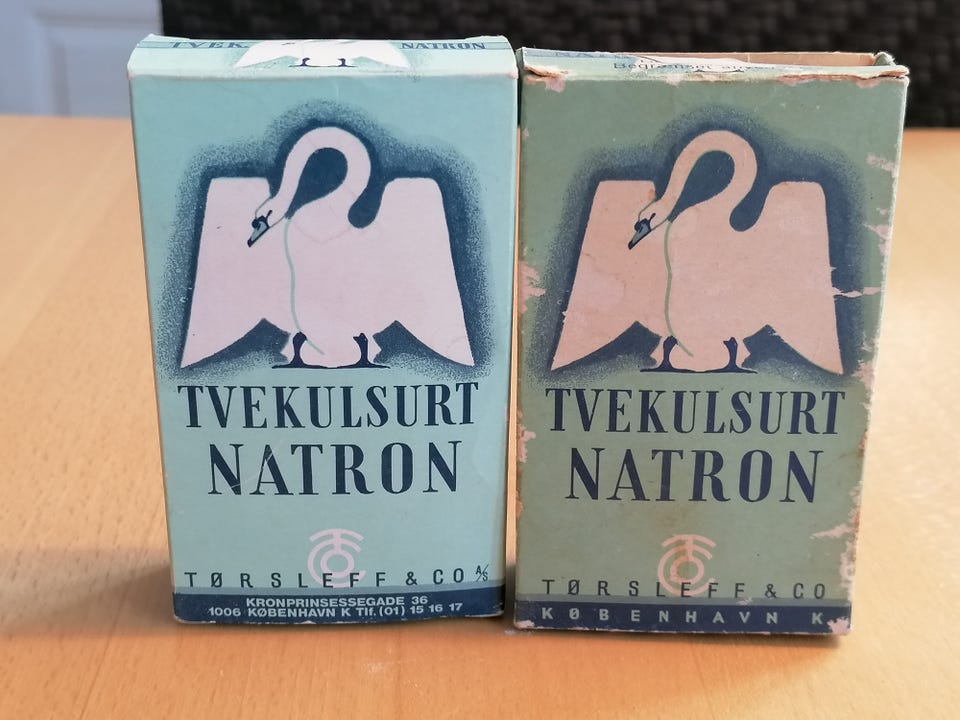 TVEK. NATRON
TVEKULSURT
NATRON
TØRSLEFF & CO A/S
KRONPRINSESSEGADE 36
1006 KØBENHAVN K Tlf. (01) 15 16 17
Begrænset
TVEKULSURT
NATRON
TØRSLEFF & CO
KØBENHAVN K